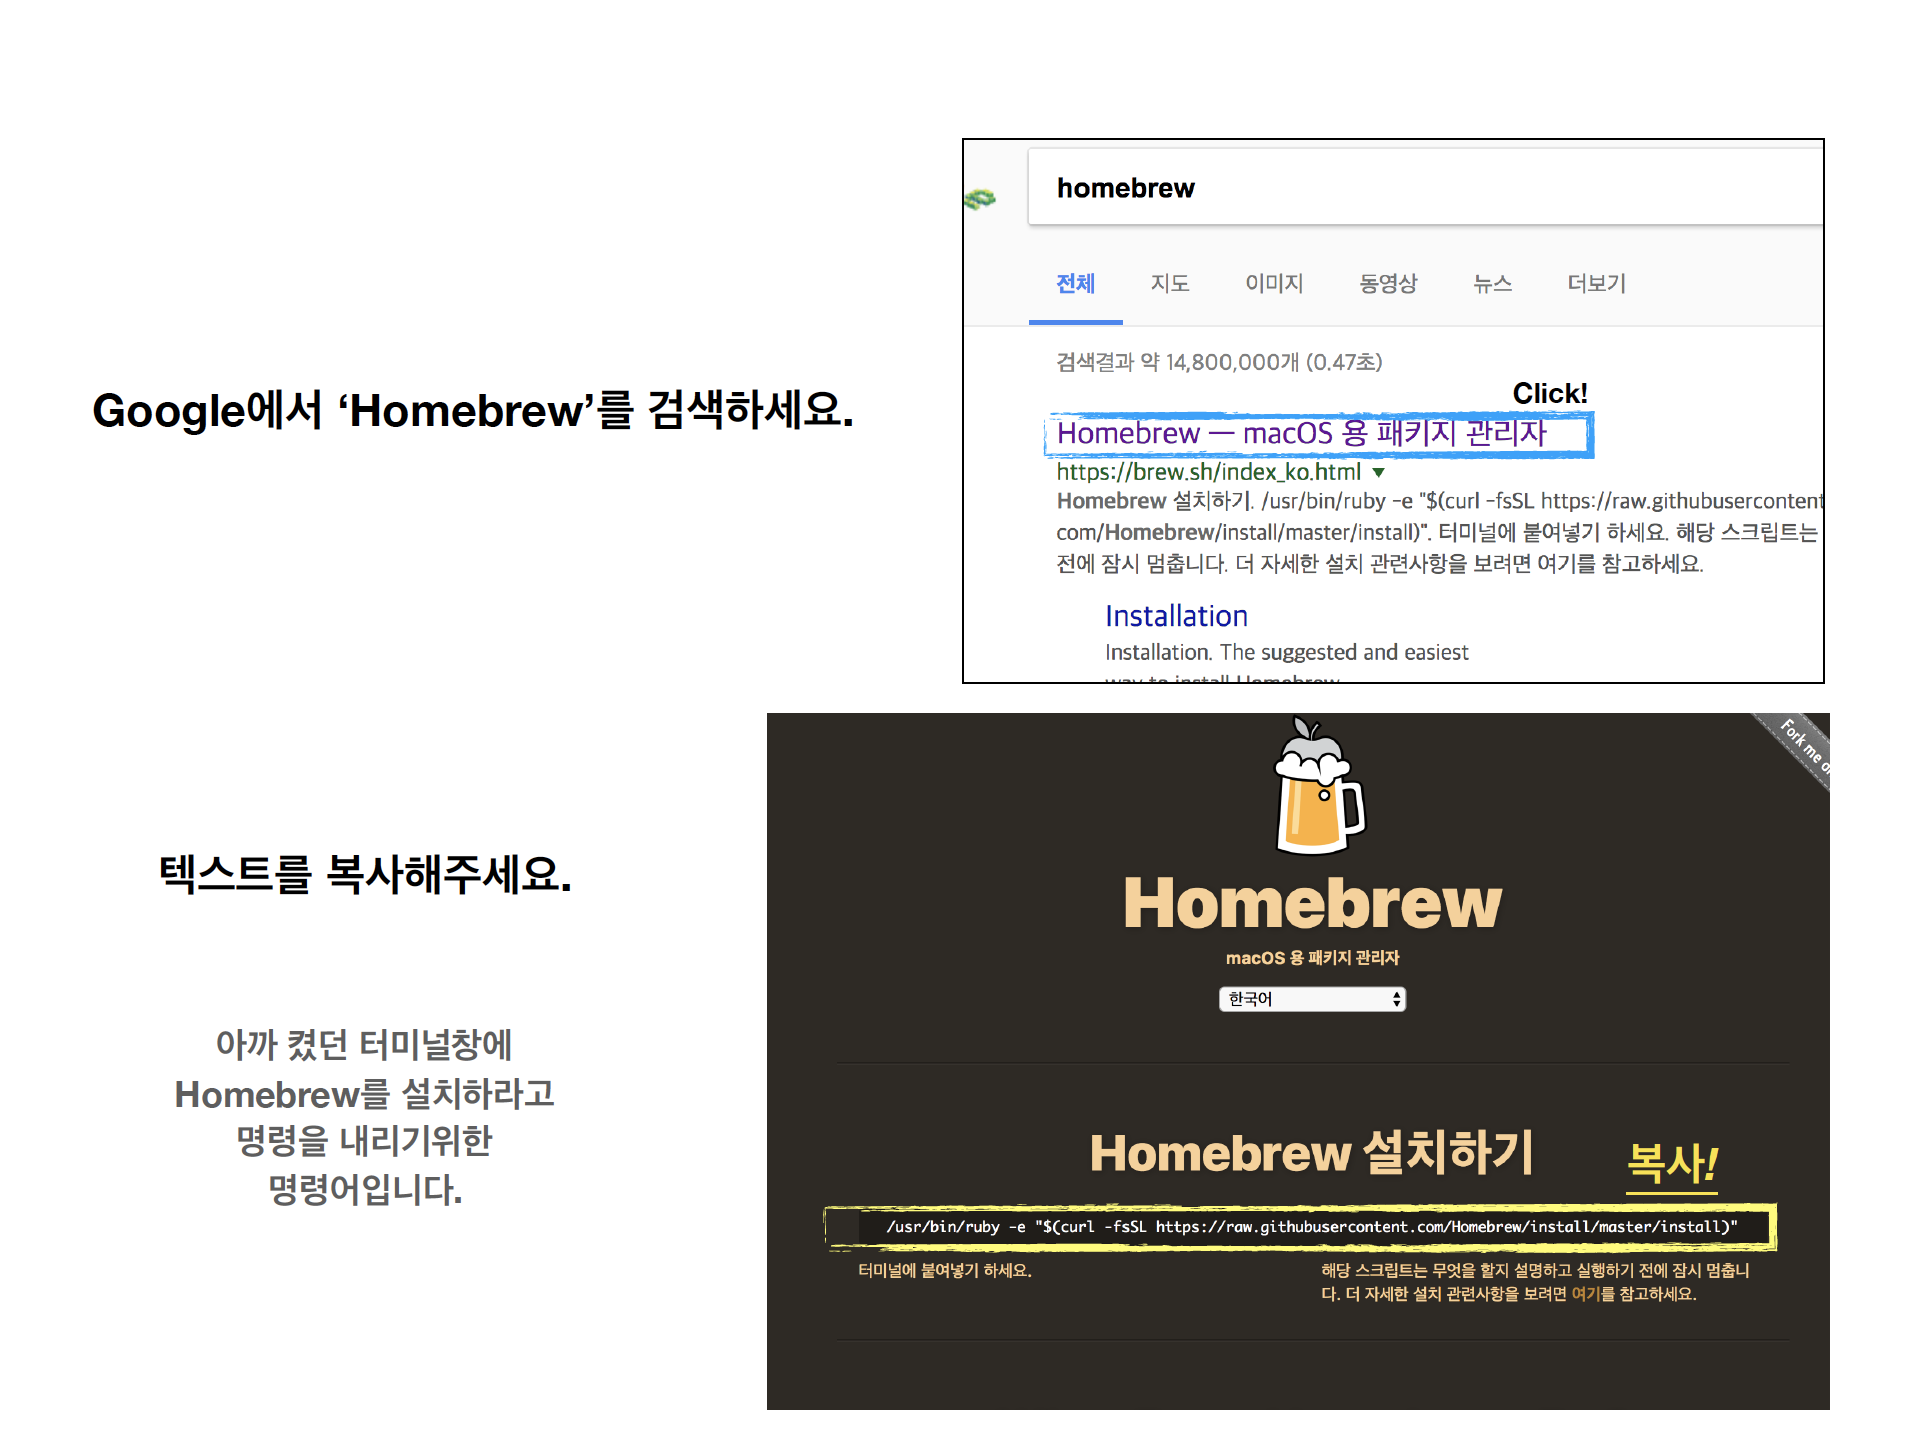 homebrew
전체 지도 이미지 동영상 뉴스 더보기
검색결과 약 14,800,000개 (0.47초)
Click!
Google에서 ‘Homebrew’를 검색하세요.
Homebrew — macOS 용 패키지 관리자
https://brew.sh/index_ko.html
Homebrew 설치하기. /usr/bin/ruby -e "$(curl -fsSL https://raw.githubusercontent
com/Homebrew/install/master/install)". 터미널에 붙여넣기 하세요. 해당 스크립트는
전에 잠시 멈춥니다. 더 자세한 설치 관련사항을 보려면 여기를 참고하세요.
Installation
Installation. The suggested and easiest
way to install Homebrew
Fork me
텍스트를 복사해주세요.
Homebrew
macOS 용 패키지 관리자
한국어
아까 켰던 터미널창에
Homebrew를 설치하라고
명령을 내리기위한
명령어입니다.
Homebrew 설치하기
복사!
/usr/bin/ruby -e "$(curl -fsSL https://raw.githubusercontent.com/Homebrew/install/master/install)"
터미널에 붙여넣기 하세요.
해당 스크립트는 무엇을 할지 설명하고 실행하기 전에 잠시 멈춥니
다. 더 자세한 설치 관련사항을 보려면 여기를 참고하세요.